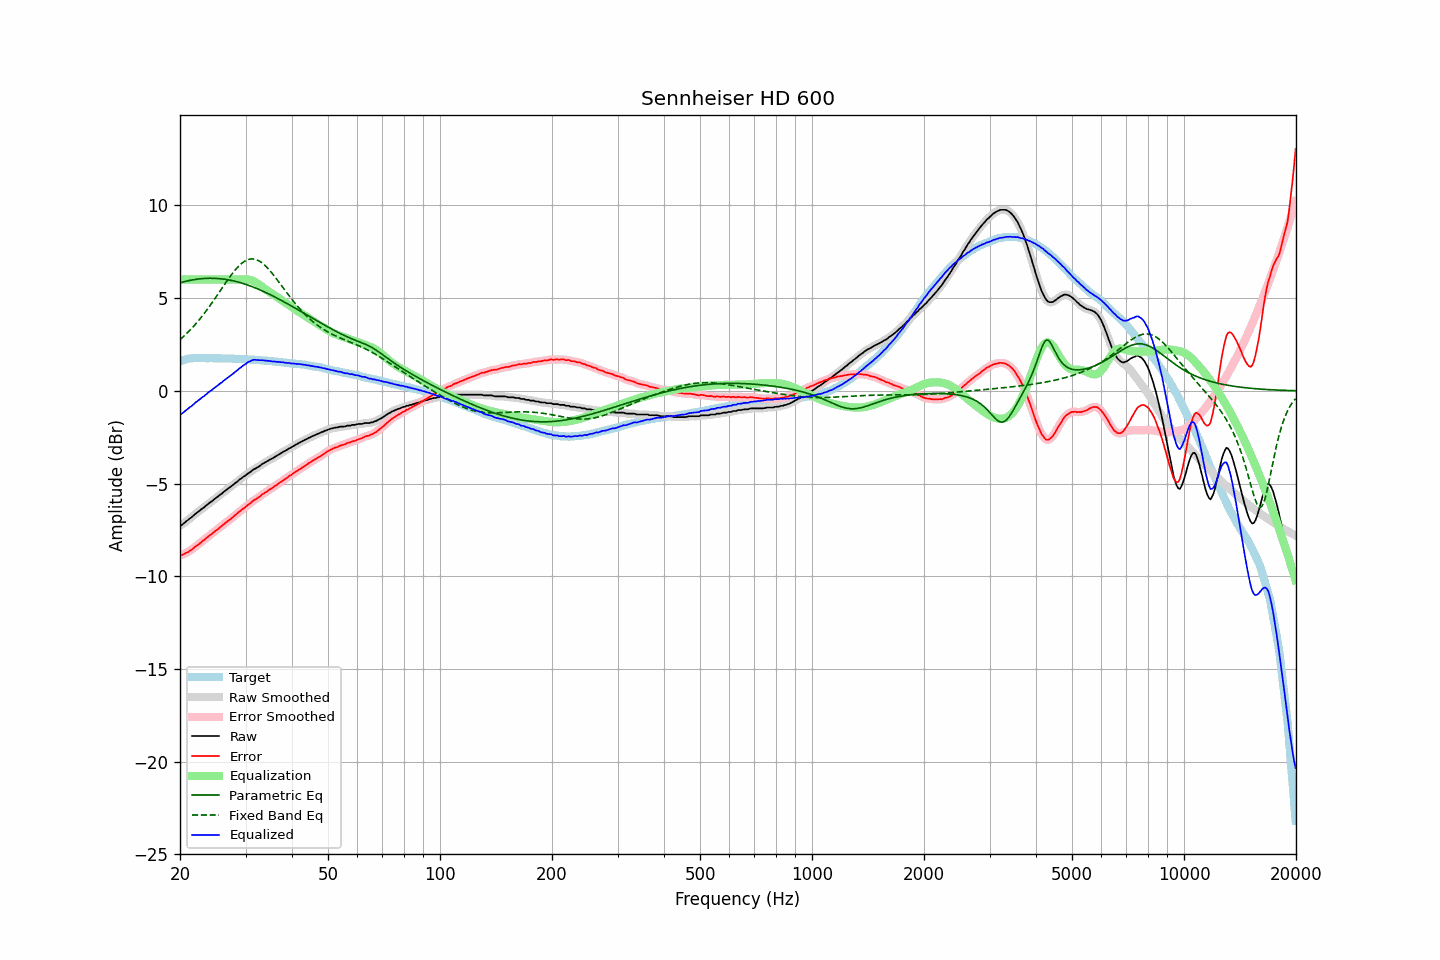 Sennheiser HD 600
Amplitude (dBr)
10
5
0
−5
−10
−15
−20
−25
Target
Raw Smoothed
Error Smoothed
Raw
Error
Equalization
Parametric Eq
Fixed Band Eq
Equalized
20 50 100 200 500 1000 2000 5000 10000 20000
Frequency (Hz)